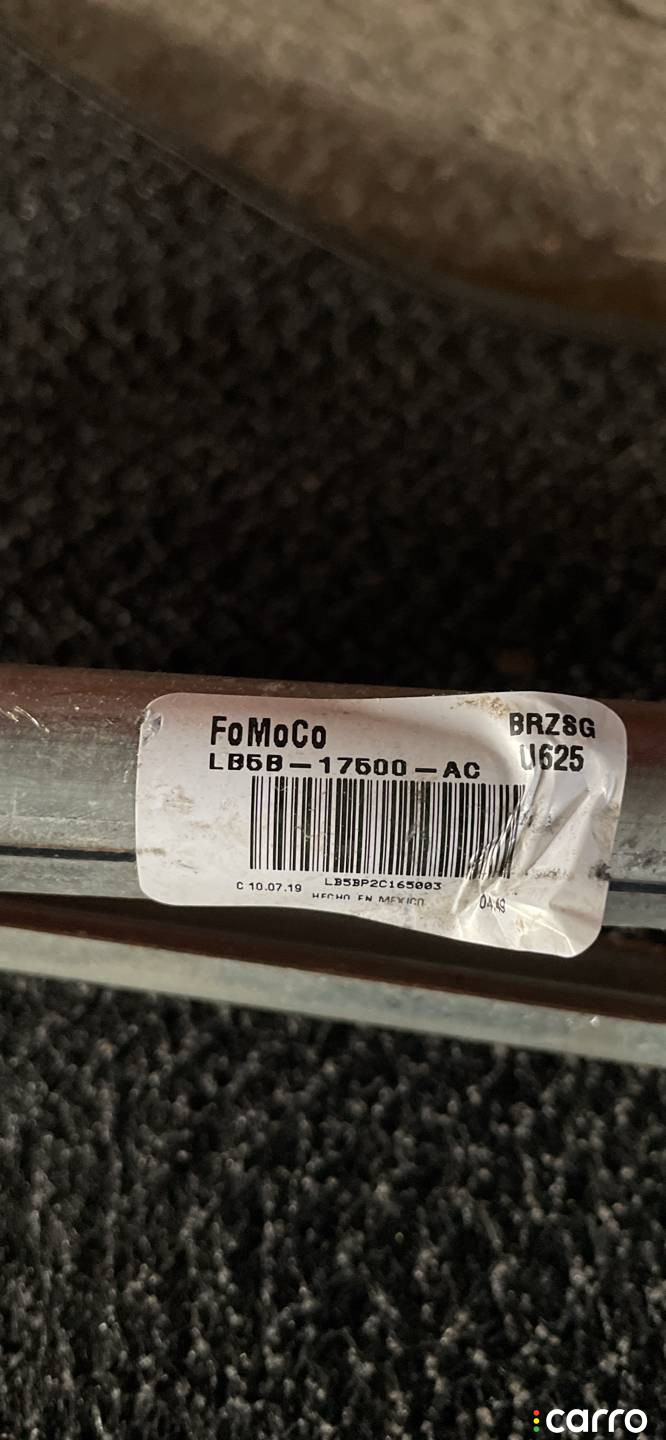 FoMoCo
BRZSG
LB5B-17500-AC
U625
C 10.07.19
LB5BP2C165003
HECHO EN MEXICO
carro